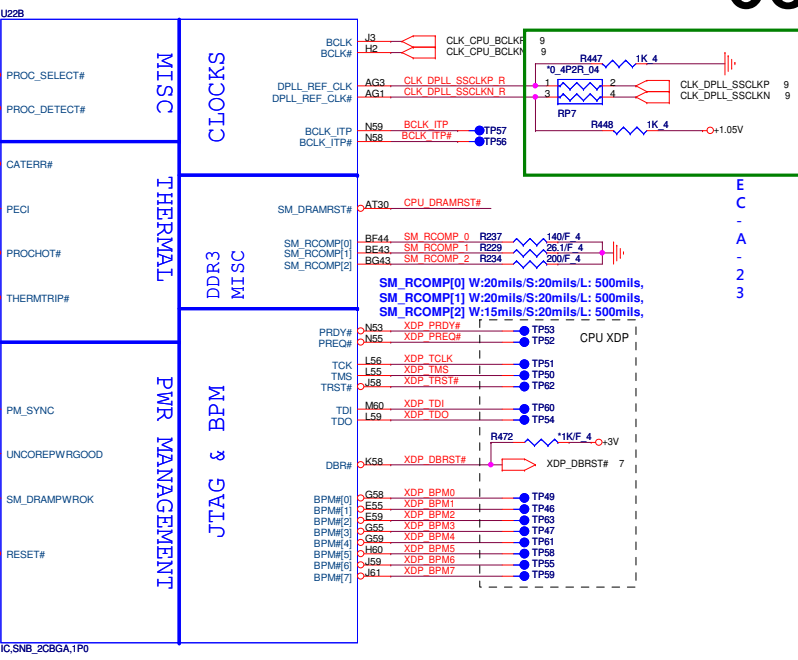 U22B
MISC
PROC_SELECT#
PROC_DETECT#
THERMAL
CATERR#
PECI
PROCHOT#
THERMTRIP#
PWR MANAGEMENT
PM_SYNC
UNCOREPWRGOOD
SM_DRAMPWROK
RESET#
IC,SNB_2CBGA,1P0
CLOCKS
BCLK J3 CLK_CPU_BCLKP 9
BCLK# H2 CLK_CPU_BCLKN 9
DPLL_REF_CLK AG3 CLK_DPLL_SSCLKP_R
DPLL_REF_CLK# AG1 CLK_DPLL_SSCLKN_R
BCLK_ITP N59 BCLK_ITP TP57
BCLK_ITP# N58 BCLK_ITP# TP56
R447 1K_4
*0_4P2R_04
1 2 CLK_DPLL_SSCLKP 9
3 4 CLK_DPLL_SSCLKN 9
RP7
R448 1K_4 +1.05V
EC-A-23
DDR3 MISC
SM_DRAMRST# AT30 CPU_DRAMRST#
SM_RCOMP[0] BF44 SM_RCOMP_0 R237 140/F_4
SM_RCOMP[1] BE43 SM_RCOMP_1 R229 26.1/F_4
SM_RCOMP[2] BG43 SM_RCOMP_2 R234 200/F_4
SM_RCOMP[0] W:20mils/S:20mils/L: 500mils,
SM_RCOMP[1] W:20mils/S:20mils/L: 500mils,
SM_RCOMP[2] W:15mils/S:20mils/L: 500mils,
JTAG & BPM
CPU XDP
PRDY# N53 XDP_PRDY# TP53
PREQ# N55 XDP_PREQ# TP52
TCK L56 XDP_TCLK TP51
TMS L55 XDP_TMS TP50
TRST# J58 XDP_TRST# TP62
TDI M60 XDP_TDI TP60
TDO L59 XDP_TDO TP54
R472 *1K/F_4 +3V
DBR# K58 XDP_DBRST# XDP_DBRST# 7
BPM#[0] G58 XDP_BPM0 TP49
BPM#[1] E55 XDP_BPM1 TP46
BPM#[2] E59 XDP_BPM2 TP63
BPM#[3] G55 XDP_BPM3 TP47
BPM#[4] G59 XDP_BPM4 TP61
BPM#[5] H60 XDP_BPM5 TP58
BPM#[6] J59 XDP_BPM6 TP55
BPM#[7] J61 XDP_BPM7 TP59